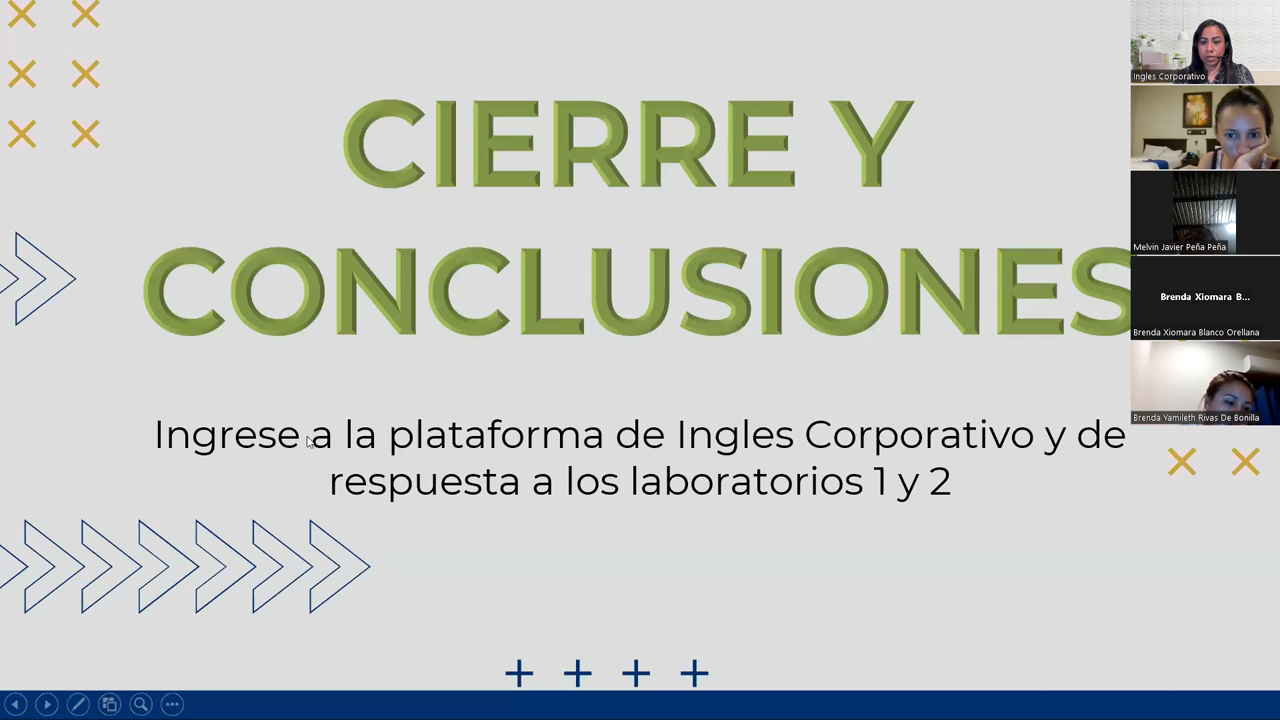 CIERRE Y
CONCLUSIONES
Ingrese a la plataforma de Ingles Corporativo y de
respuesta a los laboratorios 1 y 2
Ingles Corporativo
Melvin Javier Peña Peña
Brenda Xiomara B...
Brenda Xiomara Blanco Orellana
Brenda Yamileth Rivas De Bonilla